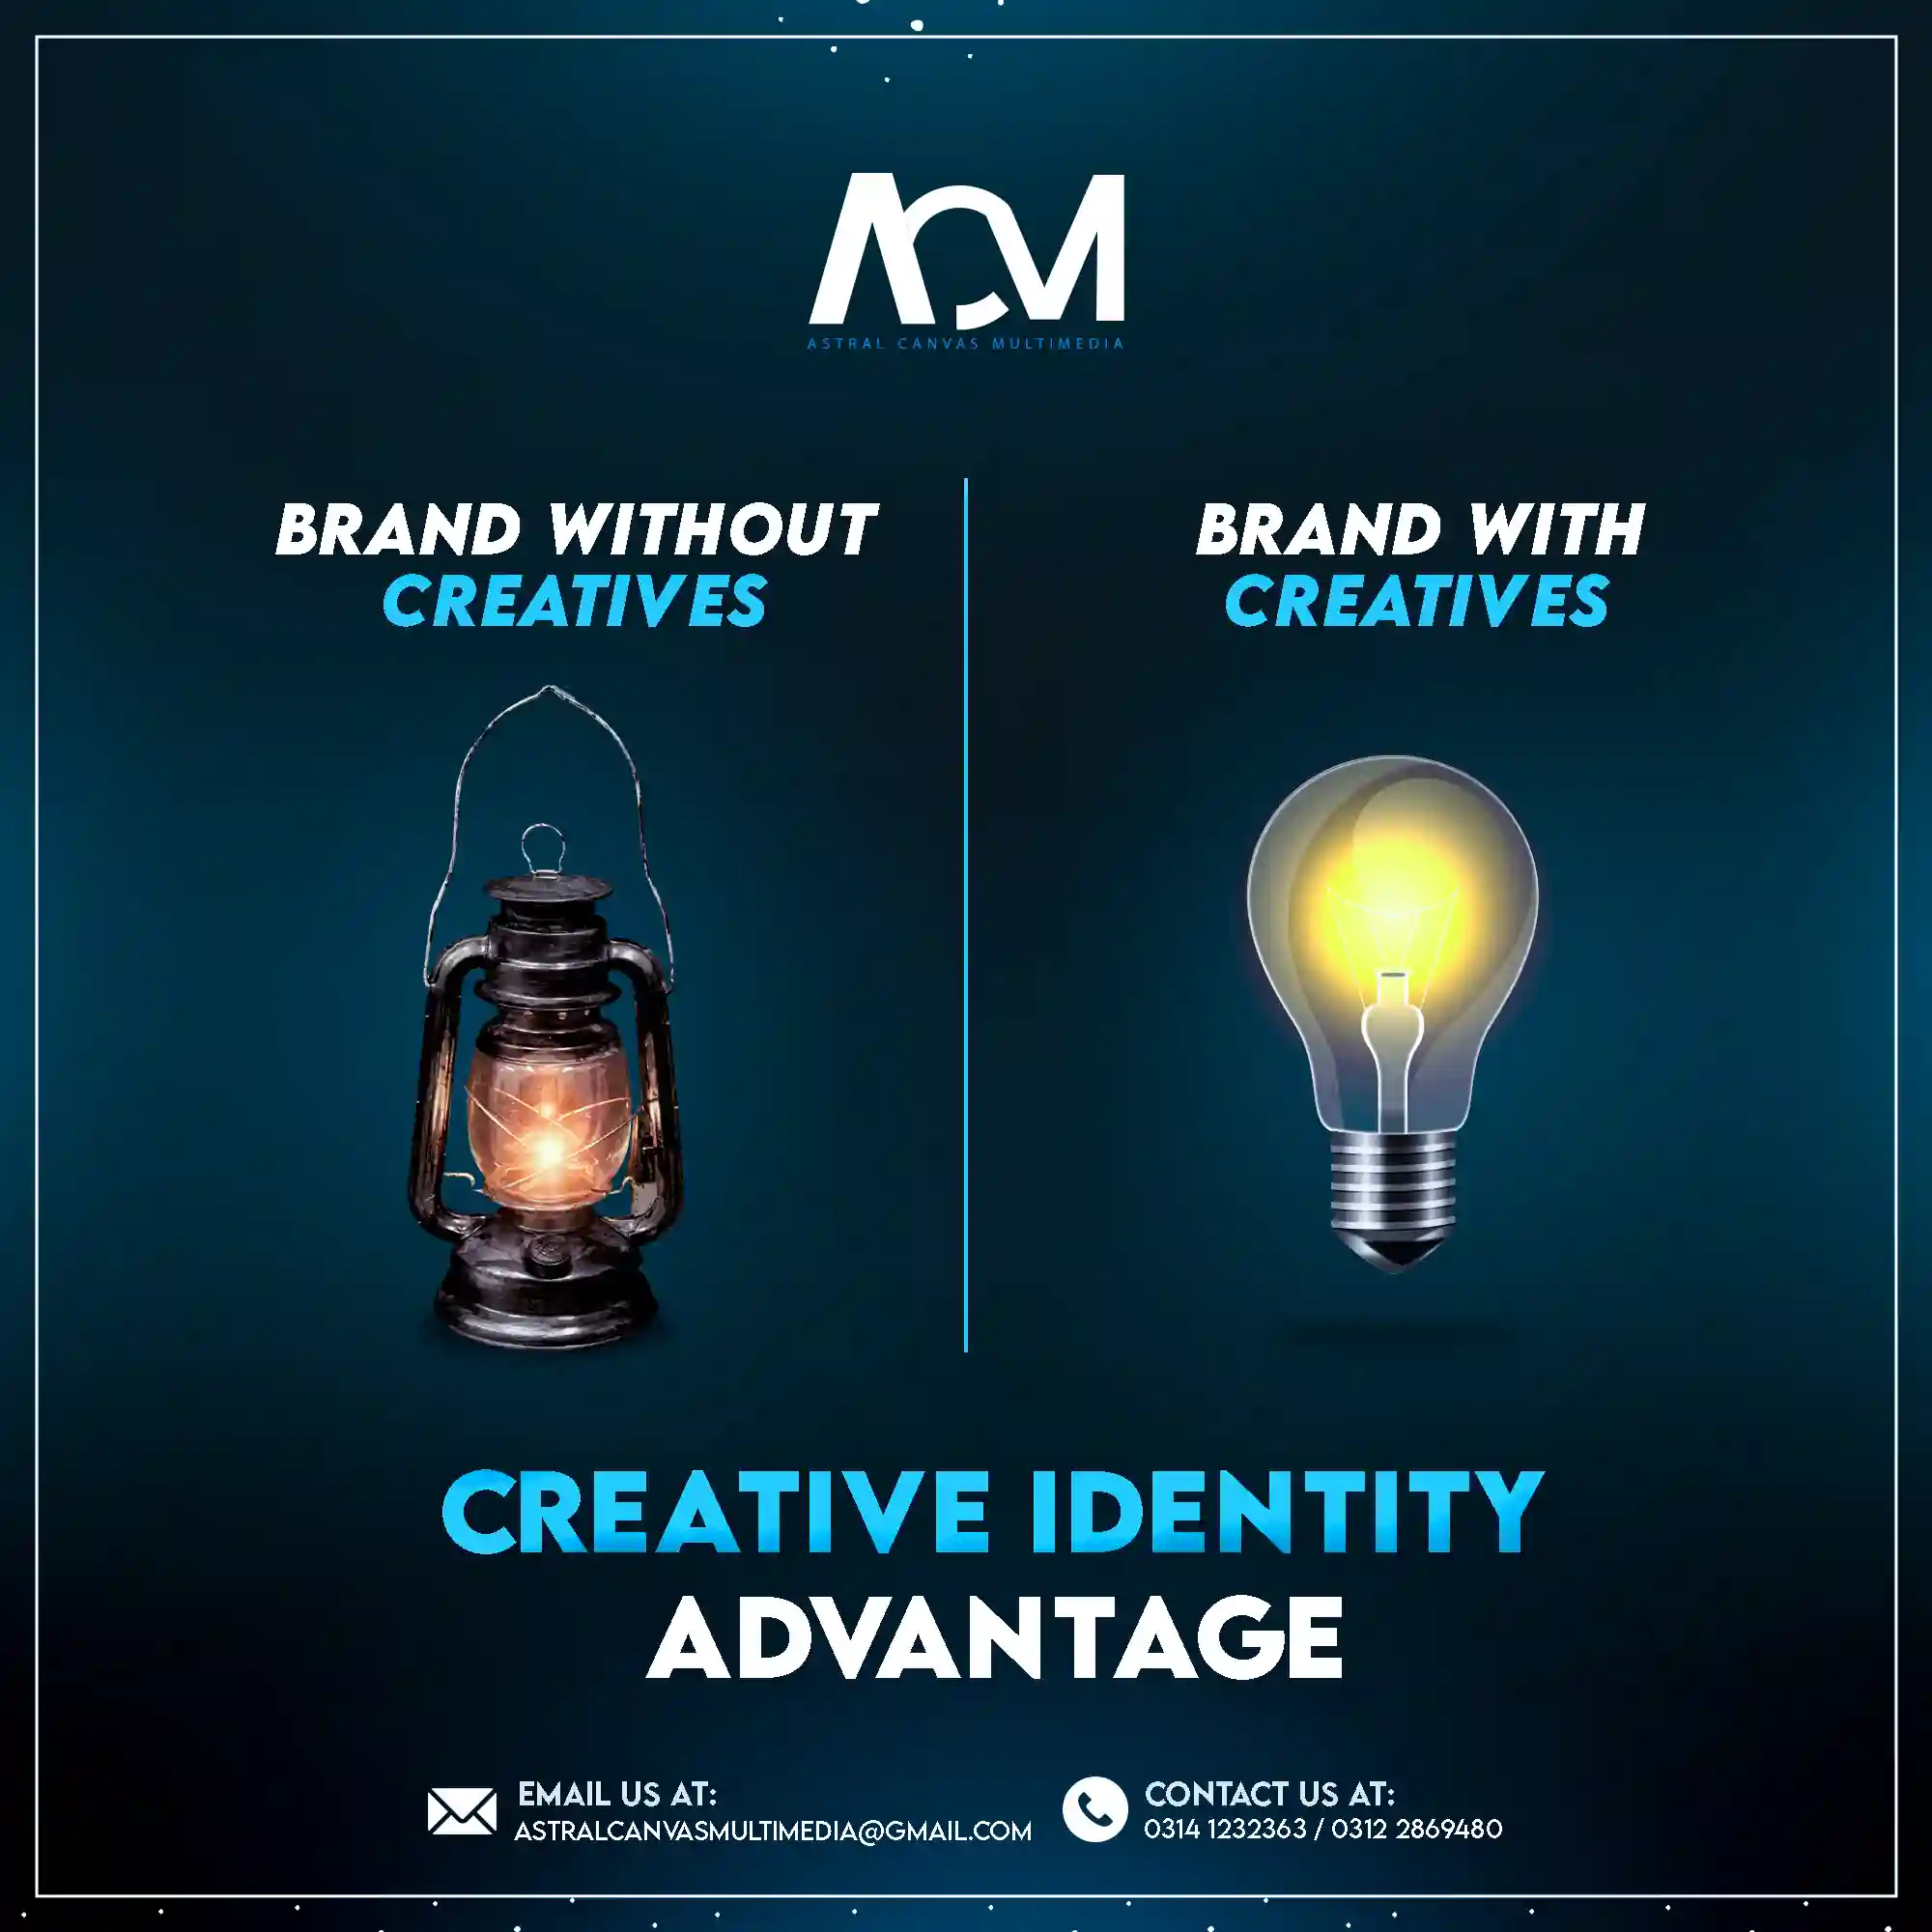 ACM
ASTRAL CANVAS MULTIMEDIA
BRAND WITHOUT
CREATIVES
BRAND WITH
CREATIVES
CREATIVE IDENTITY
ADVANTAGE
EMAIL US AT:
ASTRALCANVASMULTIMEDIA@GMAIL.COM
CONTACT US AT:
0314 1232363 / 0312 2869480